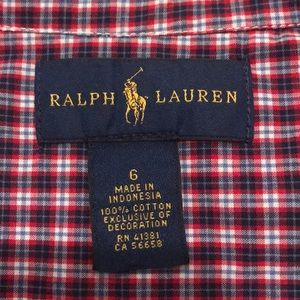 RALPH LAUREN
6
MADE IN
INDONESIA
100% COTTON
EXCLUSIVE OF
DECORATION
RN 41381
CA 56658